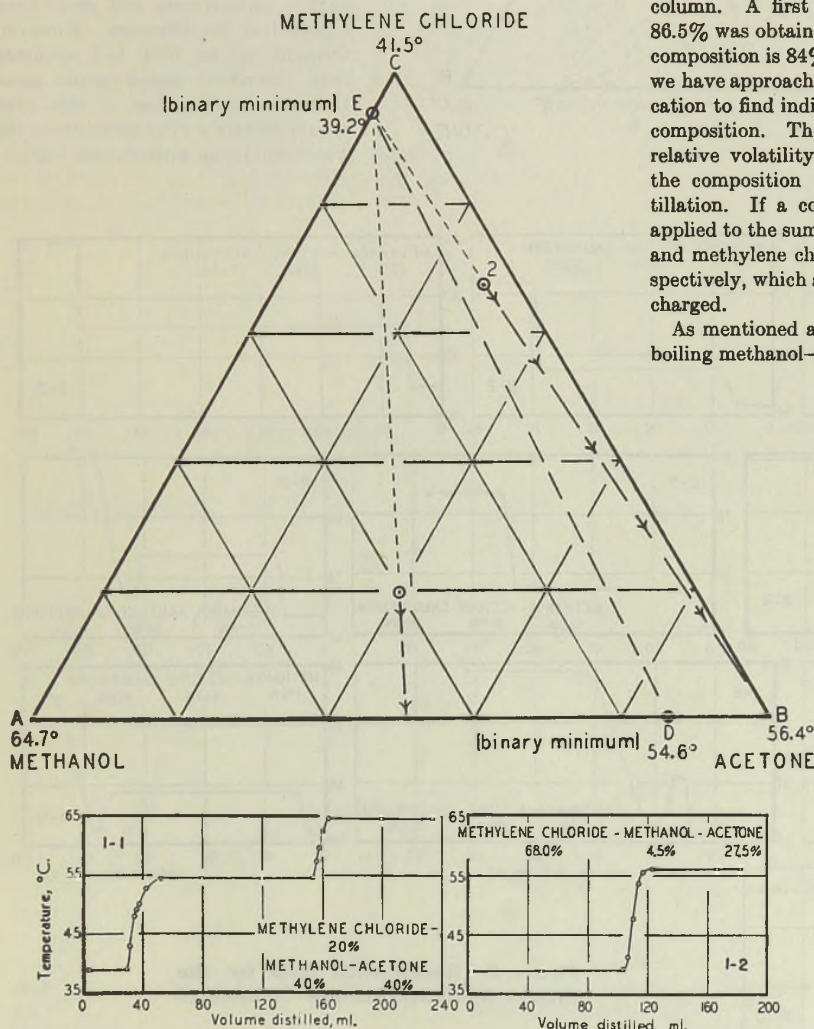 column. A first
86.5% was obtain
composition is 84%
we have approach
cation to find indi
composition. Th
relative volatility
the composition
tillation. If a co
applied to the sum
and methylene ch
spectively, which a
charged.
As mentioned a
boiling methanol—
METHYLENE CHLORIDE
41.5°
C
(binary minimum) E
39.2°
2
1
A
64.7°
METHANOL
(binary minimum) D
54.6°
B
56.4°
ACETONE
I-1
Temperature, °C.
65
55
45
35
METHYLENE CHLORIDE-
20%
METHANOL-ACETONE
40% 40%
0 40 80 120 160 200 240
Volume distilled, ml.
65
55
45
35
METHYLENE CHLORIDE - METHANOL - ACETONE
68.0% 4.5% 27.5%
I-2
0 40 80 120 160 200
Volume distilled, ml.